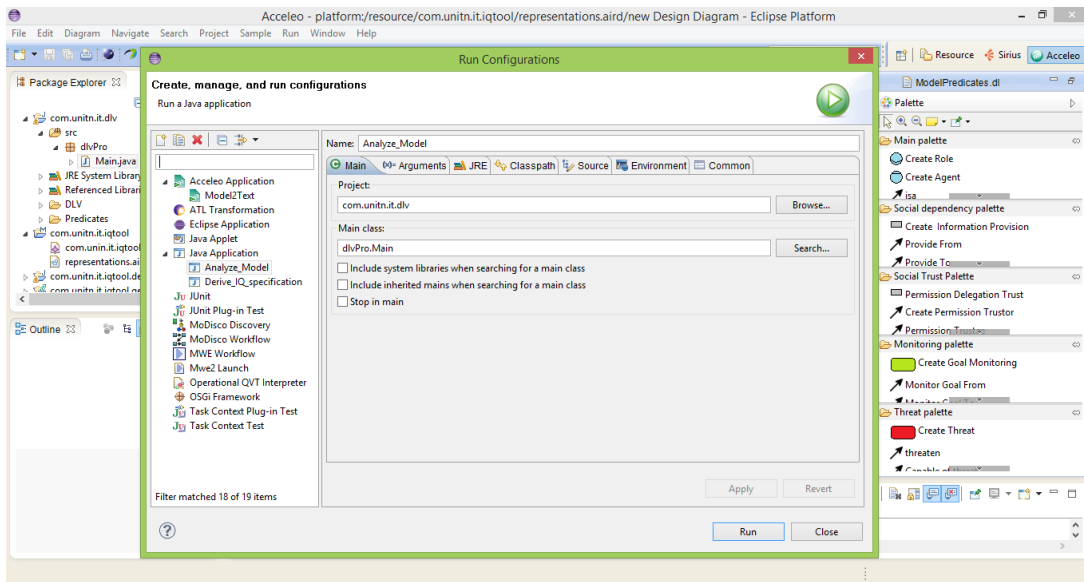 Acceleo - platform:/resource/com.unitn.it.iqtool/representations.aird/new Design Diagram - Eclipse Platform
File Edit Diagram Navigate Search Project Sample Run Window Help
Resource Sirius Acceleo
Package Explorer
com.unitn.it.dlv
src
dlvPro
Main.java
JRE System Library
Referenced Librari
DLV
Predicates
com.unitn.it.iqtool
com.unin.it.iqtool
representations.ai
com.unitn.it.iqtool.de
com.unitn.it.iqtool.ge
Outline
Run Configurations
Create, manage, and run configurations
Run a Java application
Acceleo Application
Model2Text
ATL Transformation
Eclipse Application
Java Applet
Java Application
Analyze_Model
Derive_IQ_specification
JUnit
JUnit Plug-in Test
MoDisco Discovery
MoDisco Workflow
MWE Workflow
Mwe2 Launch
Operational QVT Interpreter
OSGi Framework
Task Context Plug-in Test
Task Context Test
Filter matched 18 of 19 items
Name: Analyze_Model
Main (x)= Arguments JRE Classpath Source Environment Common
Project:
com.unitn.it.dlv Browse...
Main class:
dlvPro.Main Search...
Include system libraries when searching for a main class
Include inherited mains when searching for a main class
Stop in main
Apply Revert
Run Close
ModelPredicates.dl
Palette
Main palette
Create Role
Create Agent
isa
Social dependency palette
Create Information Provision
Provide From
Provide To
Social Trust Palette
Permission Delegation Trust
Create Permission Trustor
Permission Trustee
Monitoring palette
Create Goal Monitoring
Monitor Goal From
Threat palette
Create Threat
threaten